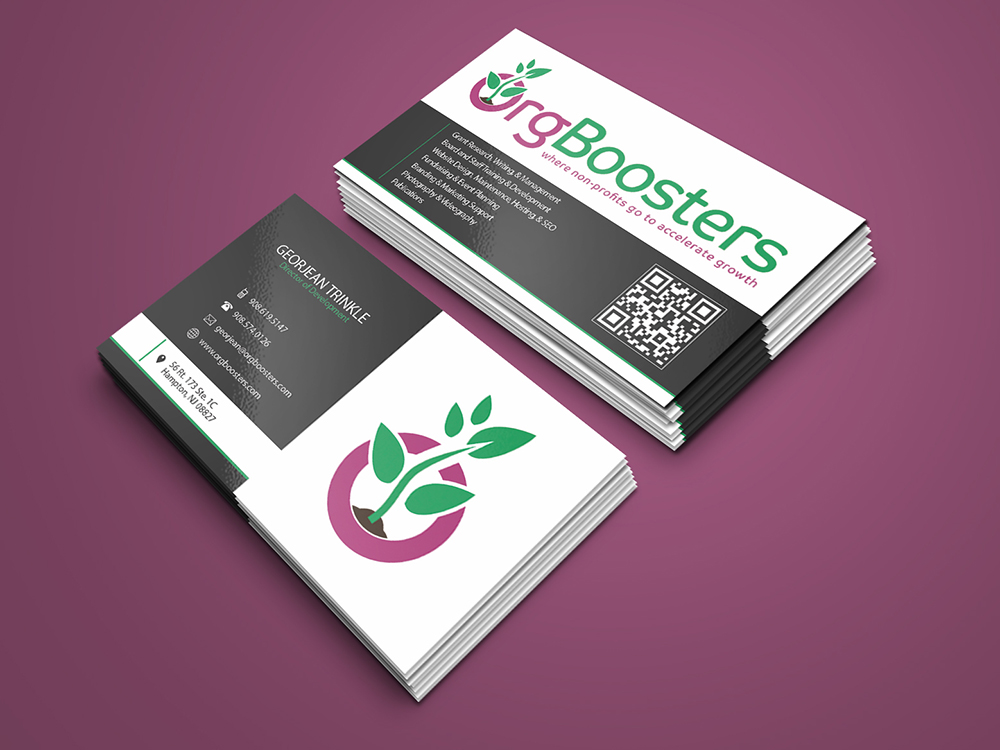 OrgBoosters
where non-profits go to accelerate growth
Grant Research, Writing, & Management
Board and Staff Training & Development
Website Design, Maintenance, Hosting, & SEO
Fundraising & Event Planning
Branding & Marketing Support
Photography & Videography
Publications
GEORJEAN TRINKLE
Director of Development
908.619.5147
908.574.0126
georjean@orgboosters.com
www.orgboosters.com
56 Rt. 173 Ste. 1C
Hampton, NJ 08827